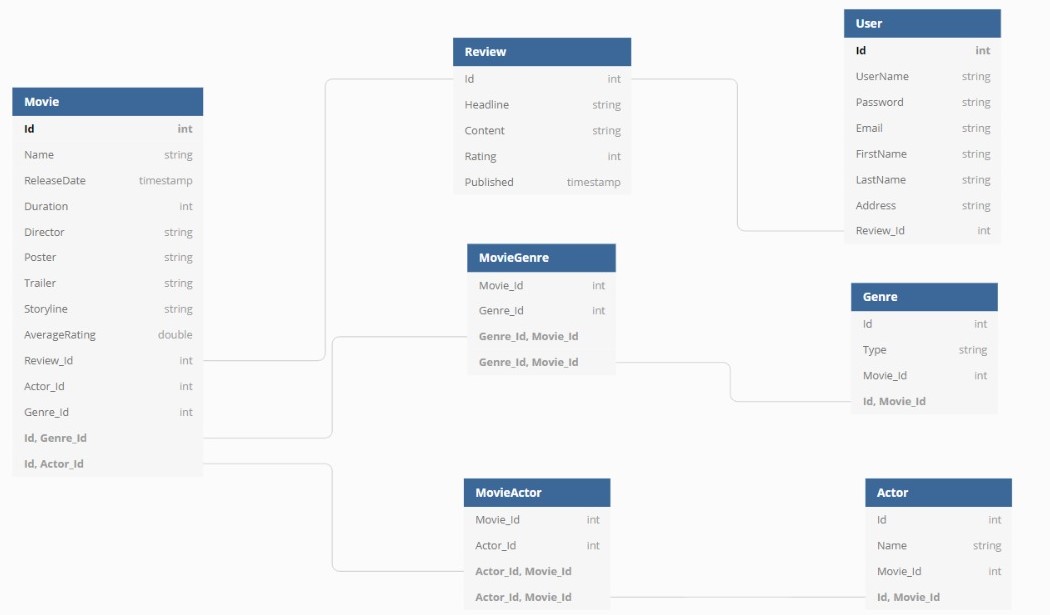 Movie
Id int
Name string
ReleaseDate timestamp
Duration int
Director string
Poster string
Trailer string
Storyline string
AverageRating double
Review_Id int
Actor_Id int
Genre_Id int
Id, Genre_Id
Id, Actor_Id
Review
Id int
Headline string
Content string
Rating int
Published timestamp
MovieGenre
Movie_Id int
Genre_Id int
Genre_Id, Movie_Id
Genre_Id, Movie_Id
MovieActor
Movie_Id int
Actor_Id int
Actor_Id, Movie_Id
Actor_Id, Movie_Id
User
Id int
UserName string
Password string
Email string
FirstName string
LastName string
Address string
Review_Id int
Genre
Id int
Type string
Movie_Id int
Id, Movie_Id
Actor
Id int
Name string
Movie_Id int
Id, Movie_Id